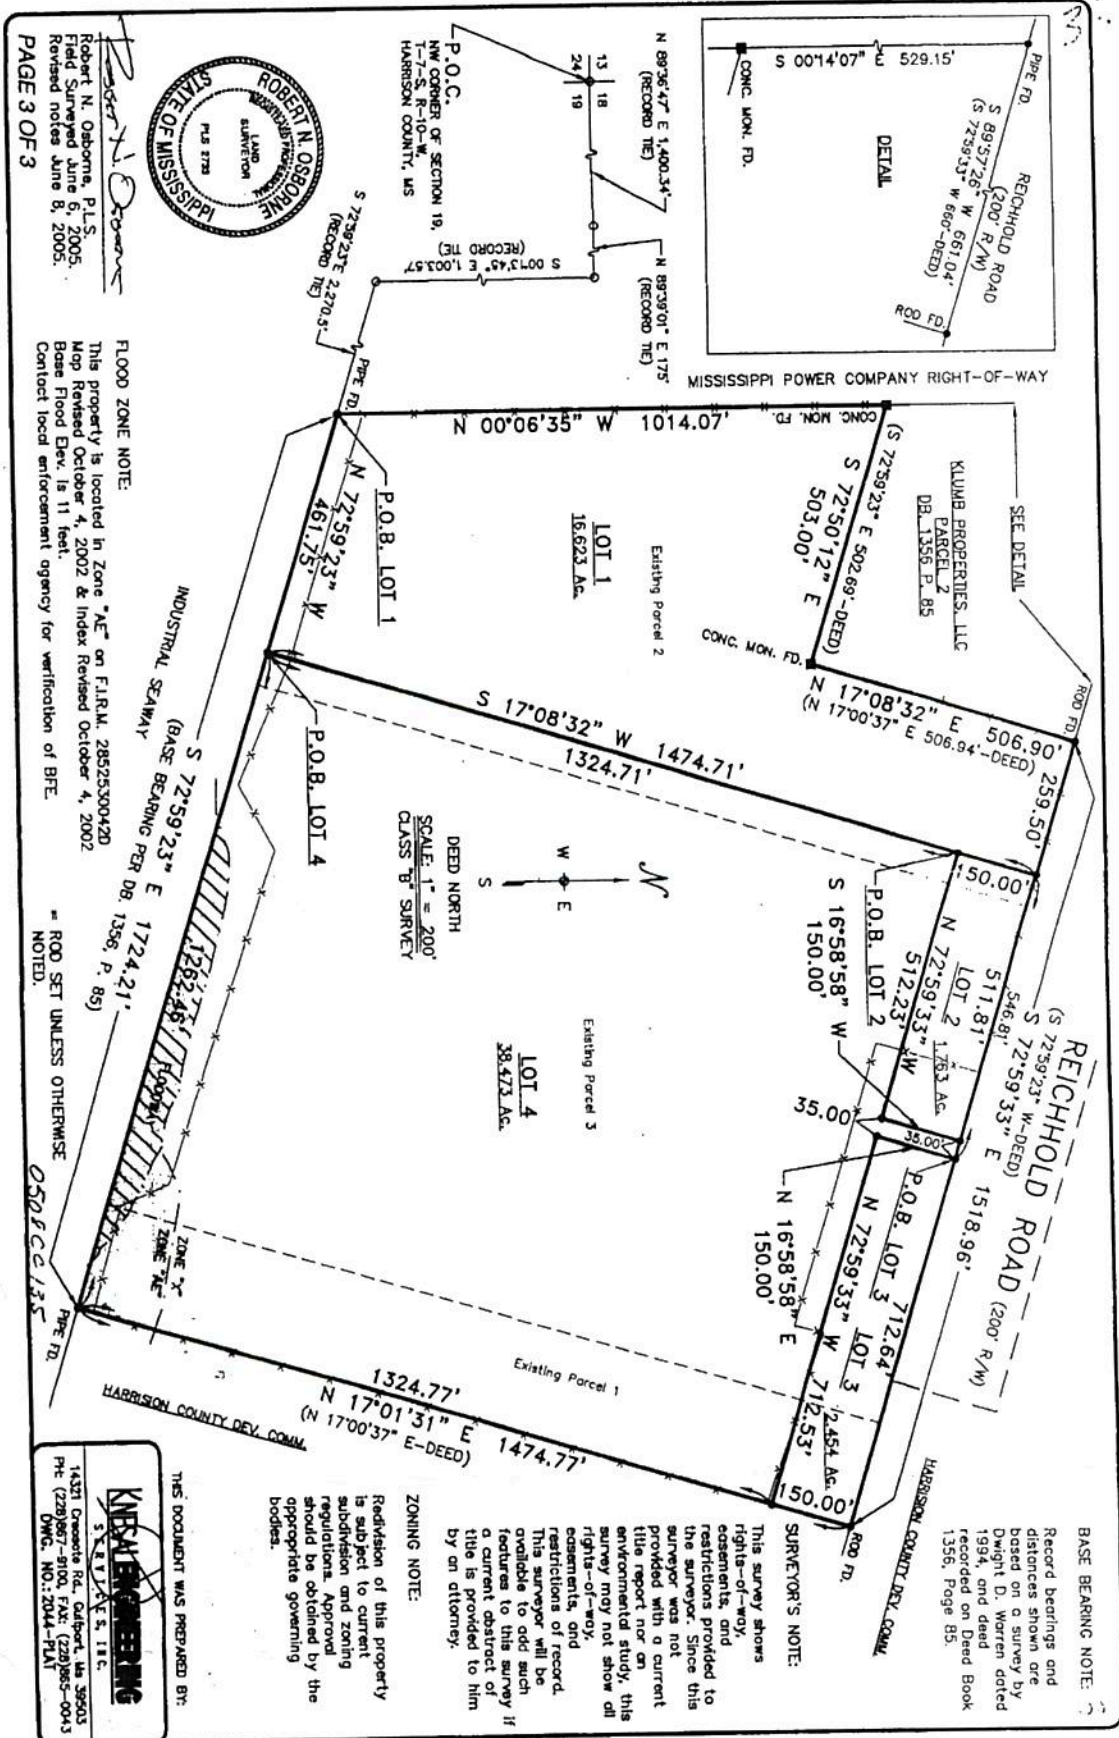 PIPE FD.
S 89°57'26" W 661.04'
(S 72°59'33" W 660'-DEED)
REICHHOLD ROAD
(200' R/W)
ROD FD.
S 00°14'07" E 529.15'
CONC. MON. FD.
DETAIL
N 89°36'47" E 1,400.34'
(RECORD TIE)
13 18
24 19
P.O.C.
NW CORNER OF SECTION 19,
T-7-S, R-10-W,
HARRISON COUNTY, MS
N 89°39'01" E 175'
(RECORD TIE)
S 00°13'45" E 1,003.57'
(RECORD TIE)
S 72°59'23"E 2,270.5'
(RECORD TIE)
PIPE FD.
MISSISSIPPI POWER COMPANY RIGHT-OF-WAY
SEE DETAIL
KLUMB PROPERTIES, LLC
PARCEL 2
DB. 1356 P. 85
CONC. MON. FD.
N 00°06'35" W 1014.07'
(S 72°59'23" E 502.69'-DEED)
S 72°50'12" E
503.00'
CONC. MON. FD.
N 17°08'32" E 506.90'
(N 17°00'37" E 506.94'-DEED)
ROD FD.
259.50'
Existing Parcel 2
LOT 1
16.623 Ac.
P.O.B. LOT 1
N 72°59'23" W
461.75'
P.O.B. LOT 4
S 17°08'32" W 1474.71'
1324.71'
150.00'
REICHHOLD ROAD (200' R/W)
(S 72°59'23" W-DEED)
S 72°59'33" E 1518.96'
546.81'
511.81'
LOT 2
1.763 Ac.
N 72°59'33" W
512.23'
P.O.B. LOT 2
S 16°58'58" W
150.00'
35.00'
35.00'
P.O.B. LOT 3
712.64'
LOT 3
2.454 Ac.
N 72°59'33" W 712.53'
N 16°58'58" E
150.00'
150.00'
ROD FD.
HARRISION COUNTY DEV. COMM.
N
W E
S
DEED NORTH
SCALE: 1" = 200'
CLASS "B" SURVEY
Existing Parcel 3
LOT 4
38.473 Ac.
Existing Parcel 1
1324.77'
N 17°01'31" E 1474.77'
(N 17°00'37" E-DEED)
HARRISION COUNTY DEV. COMM.
1262.46'
ZONE "X"
ZONE "AE"
PIPE FD.
S 72°59'23" E 1724.21'
(BASE BEARING PER DB. 1356, P. 85)
INDUSTRIAL SEAWAY
BASE BEARING NOTE:
Record bearings and
distances shown are
based on a survey by
Dwight D. Warren dated
1994, and deed
recorded on Deed Book
1356, Page 85.
SURVEYOR'S NOTE:
This survey shows
rights-of-way,
easements, and
restrictions provided to
the surveyor. Since this
surveyor was not
provided with a current
title report nor an
environmental study, this
survey may not show all
rights-of-way,
easements, and
restrictions of record.
This surveyor will be
available to add such
features to this survey if
a current abstract of
title is provided to him
by an attorney.
ZONING NOTE:
Redivision of this property
is subject to current
subdivision and zoning
regulations. Approval
should be obtained by the
appropriate governing
bodies.
FLOOD ZONE NOTE:
This property is located in Zone "AE" on F.I.R.M. 2852530042D
Map Revised October 4, 2002 & Index Revised October 4, 2002
Base Flood Elev. is 11 feet.
Contact local enforcement agency for verification of BFE.
= ROD SET UNLESS OTHERWISE
NOTED.
0508CC135
ROBERT N. OSBORNE
REGISTERED PROFESSIONAL
LAND
SURVEYOR
PLS 2793
STATE OF MISSISSIPPI
Robert N. Osborne
Robert N. Osborne, P.L.S.
Field Surveyed June 6, 2005.
Revised notes June 8, 2005.
PAGE 3 OF 3
THIS DOCUMENT WAS PREPARED BY:
SERVICES, INC.
14321 Creosote Rd., Gulfport, Ms 39503
PH: (228)867-9100, FAX: (228)865-0043
DWG. NO.: 2044-PLAT